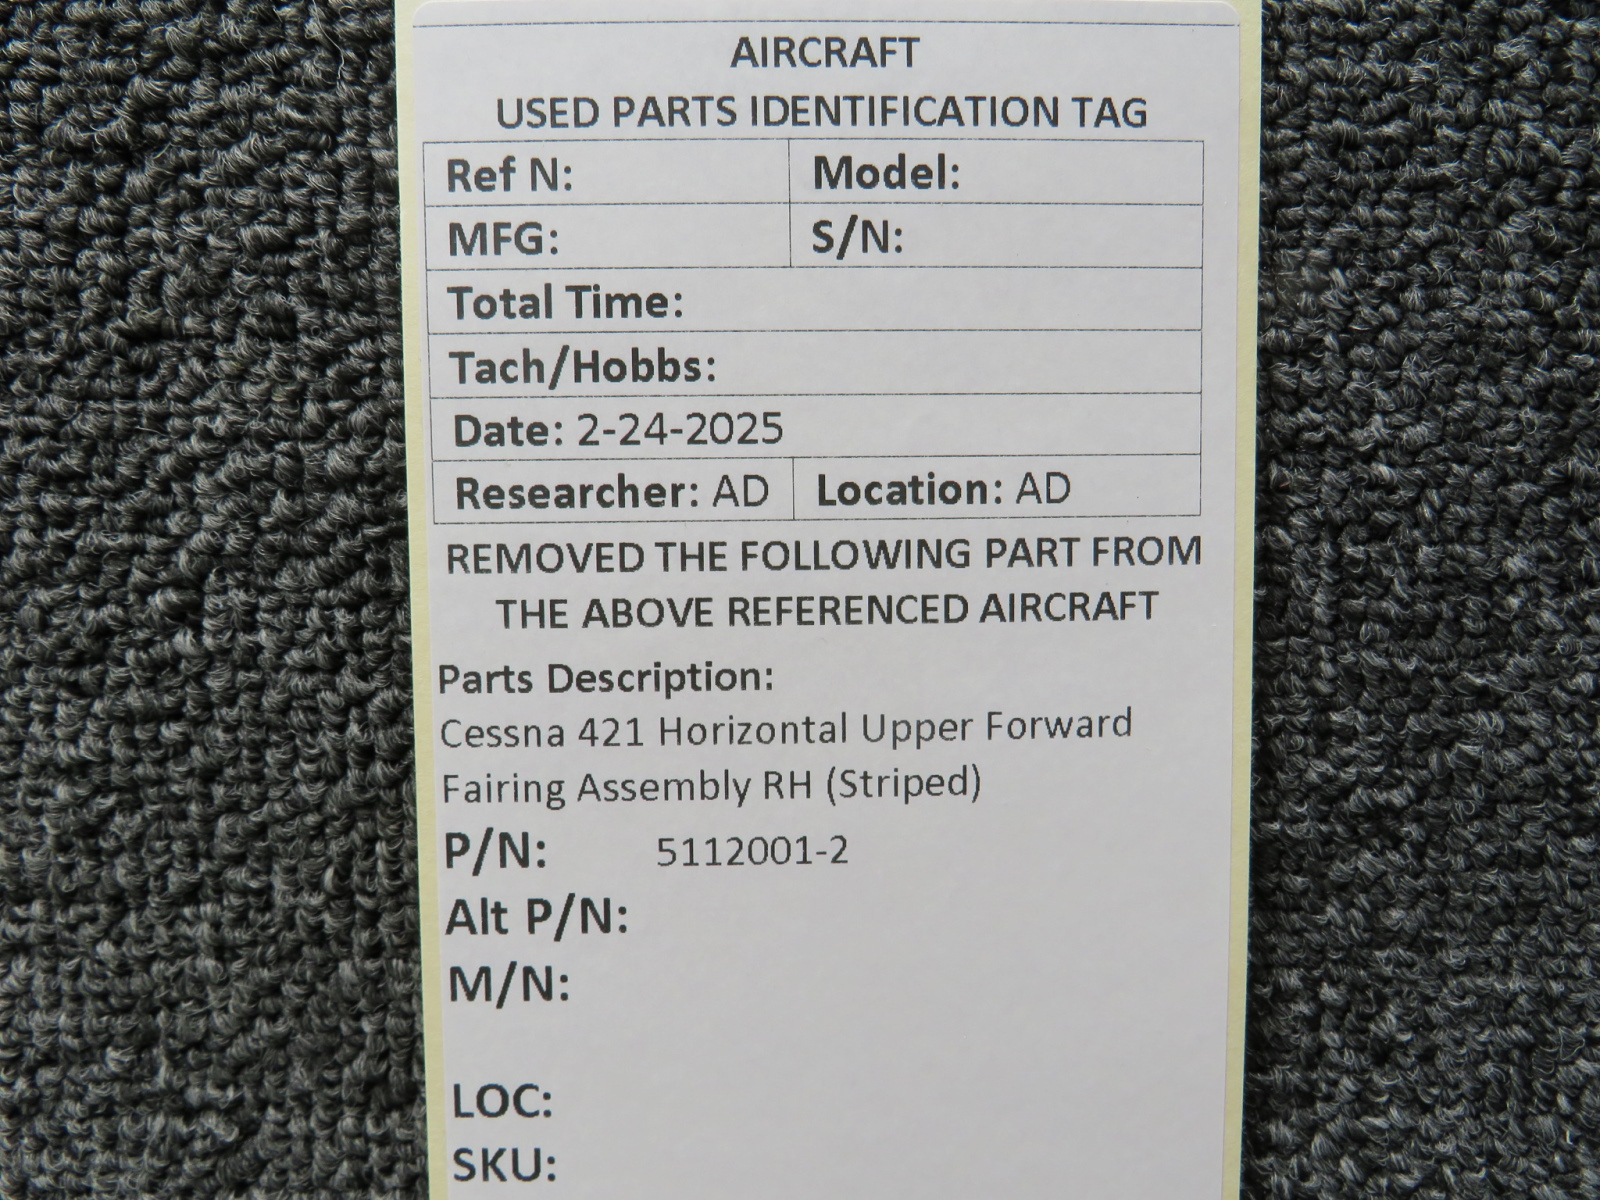 AIRCRAFT
USED PARTS IDENTIFICATION TAG
Ref N: Model:
MFG: S/N:
Total Time:
Tach/Hobbs:
Date: 2-24-2025
Researcher: AD Location: AD
REMOVED THE FOLLOWING PART FROM
THE ABOVE REFERENCED AIRCRAFT
Parts Description:
Cessna 421 Horizontal Upper Forward
Fairing Assembly RH (Striped)
P/N: 5112001-2
Alt P/N:
M/N:
LOC:
SKU: